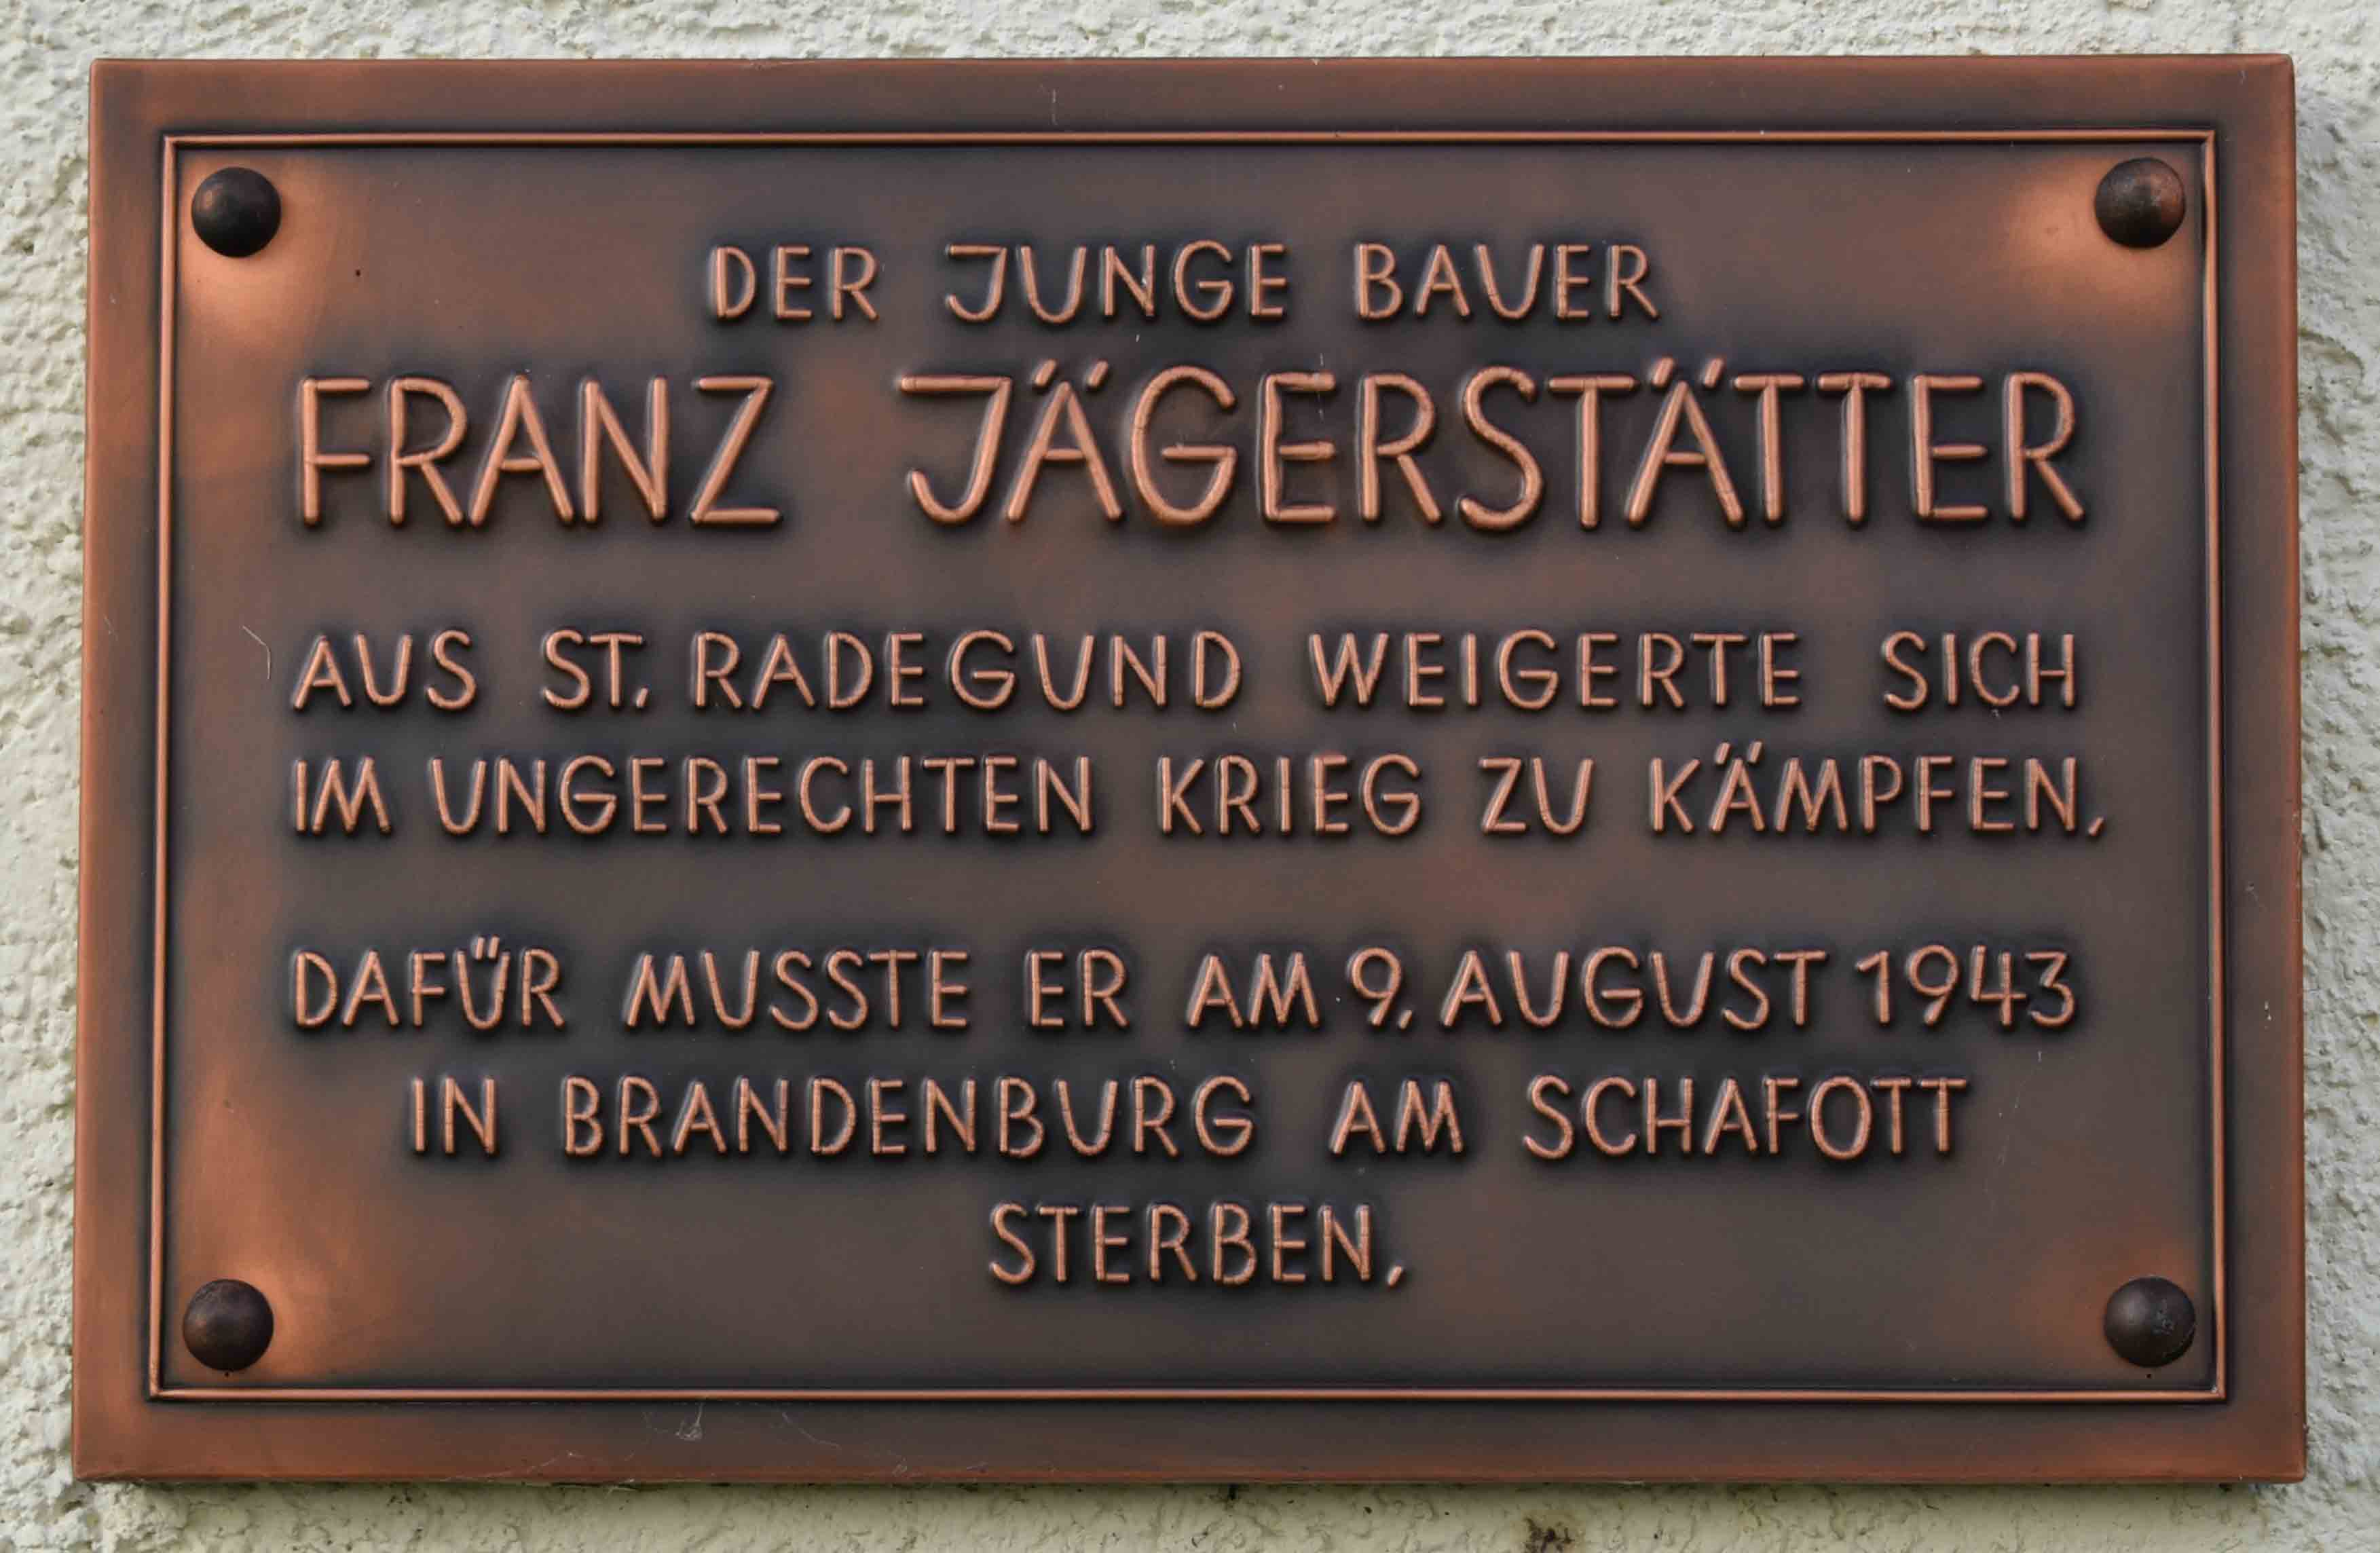 DER JUNGE BAUER
FRANZ JÄGERSTÄTTER
AUS ST. RADEGUND WEIGERTE SICH
IM UNGERECHTEN KRIEG ZU KÄMPFEN.
DAFÜR MUSSTE ER AM 9. AUGUST 1943
IN BRANDENBURG AM SCHAFOTT
STERBEN.